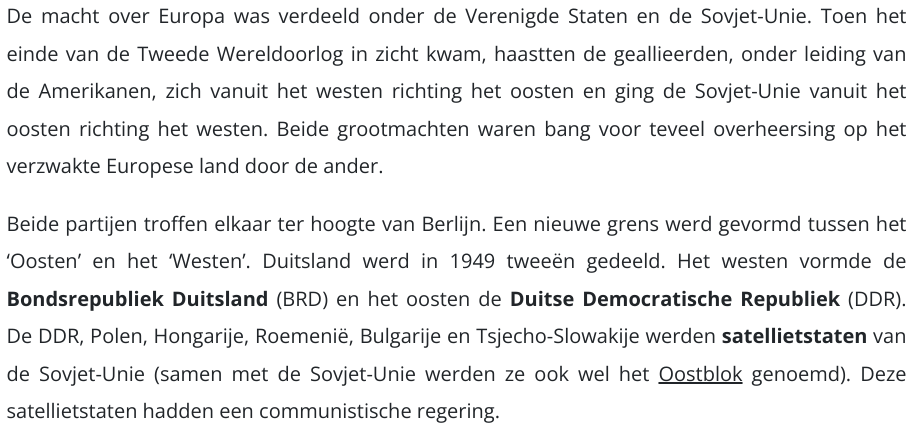 De macht over Europa was verdeeld onder de Verenigde Staten en de Sovjet-Unie. Toen het
einde van de Tweede Wereldoorlog in zicht kwam, haastten de geallieerden, onder leiding van
de Amerikanen, zich vanuit het westen richting het oosten en ging de Sovjet-Unie vanuit het
oosten richting het westen. Beide grootmachten waren bang voor teveel overheersing op het
verzwakte Europese land door de ander.
Beide partijen troffen elkaar ter hoogte van Berlijn. Een nieuwe grens werd gevormd tussen het
‘Oosten’ en het ‘Westen’. Duitsland werd in 1949 tweeën gedeeld. Het westen vormde de
Bondsrepubliek Duitsland (BRD) en het oosten de Duitse Democratische Republiek (DDR).
De DDR, Polen, Hongarije, Roemenië, Bulgarije en Tsjecho-Slowakije werden satellietstaten van
de Sovjet-Unie (samen met de Sovjet-Unie werden ze ook wel het Oostblok genoemd). Deze
satellietstaten hadden een communistische regering.